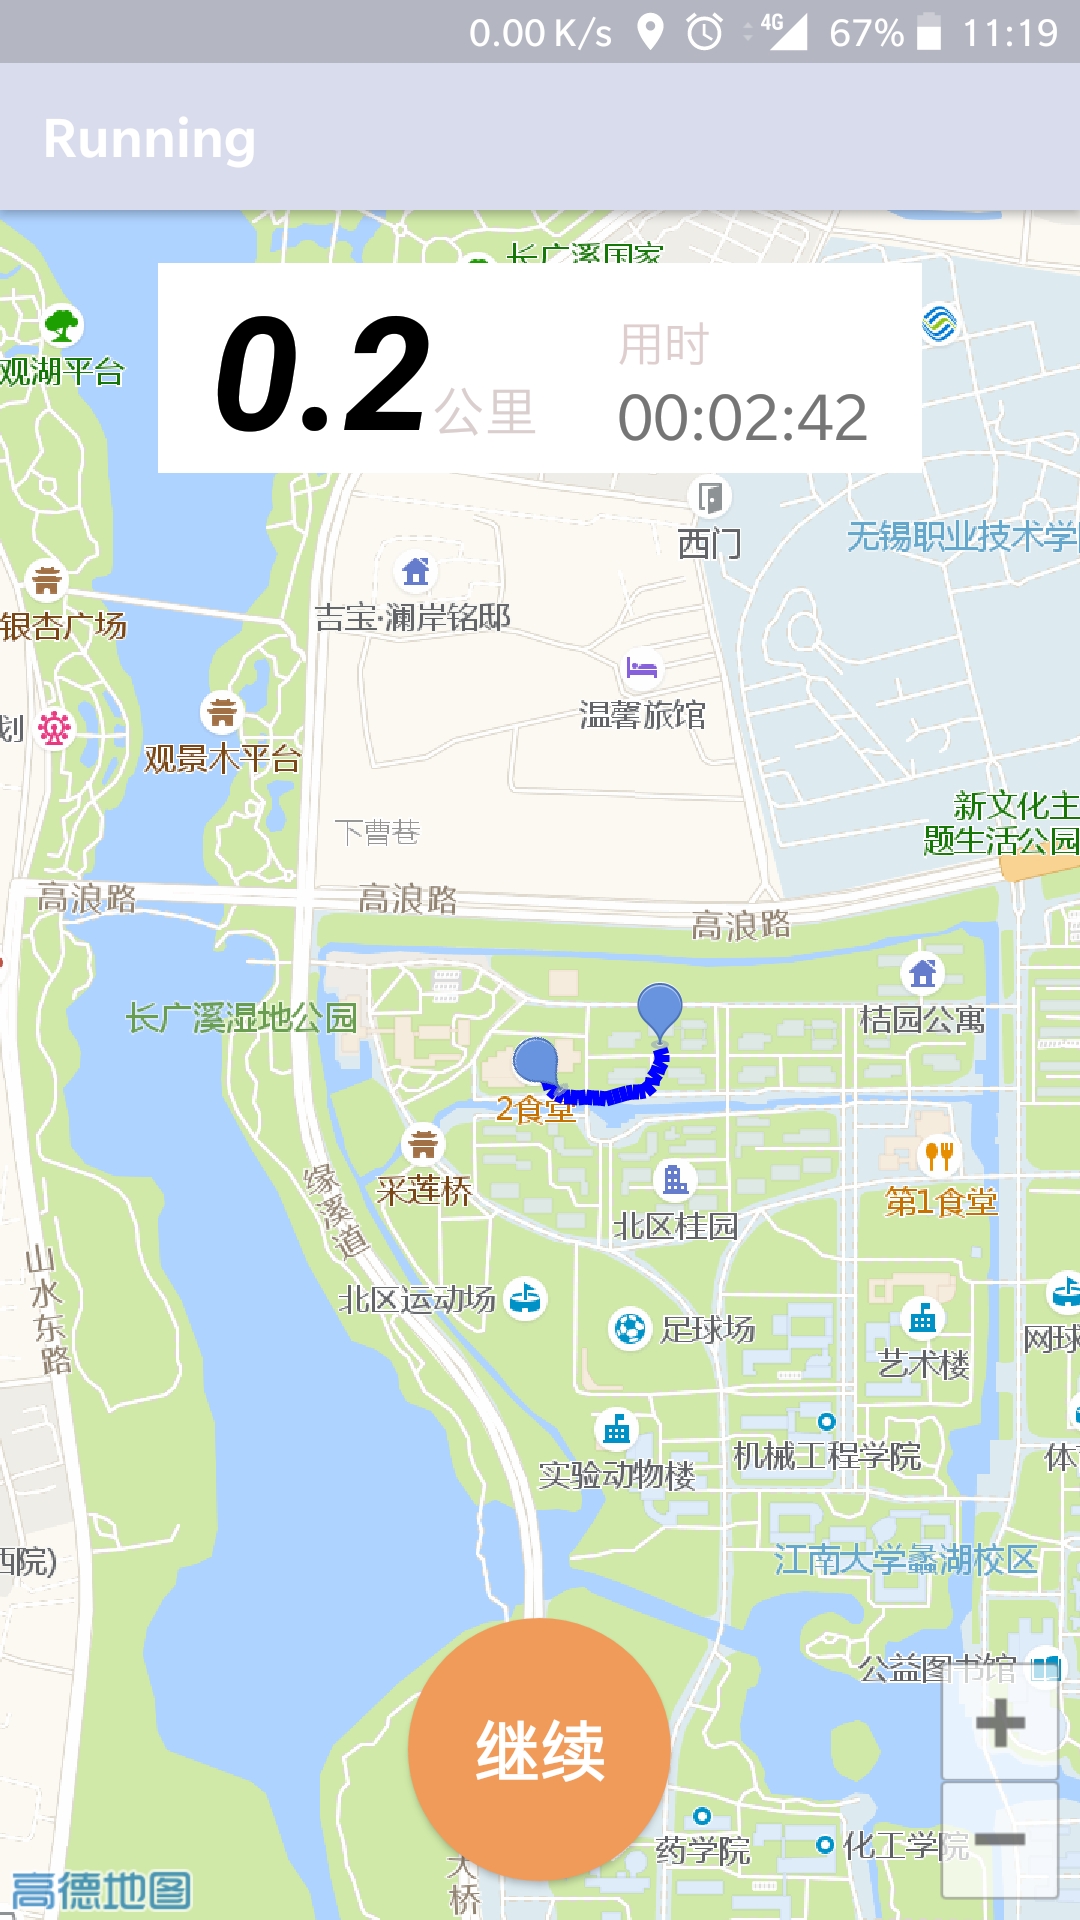 0.00 K/s 4G 67% 11:19
Running
长广溪国家
0.2公里
用时
00:02:42
观湖平台
西门
无锡职业技术学
银杏广场
吉宝·澜岸铭邸
温馨旅馆
划
观景木平台
下曹巷
新文化主
题生活公园
高浪路
高浪路
高浪路
长广溪湿地公园
桔园公寓
2食堂
采莲桥
第1食堂
北区桂园
缘溪道
山水东路
北区运动场
足球场
网球
艺术楼
实验动物楼
机械工程学院
体
西院)
江南大学蠡湖校区
公益图书馆
+
继续
−
药学院
化工学院
大桥
高德地图